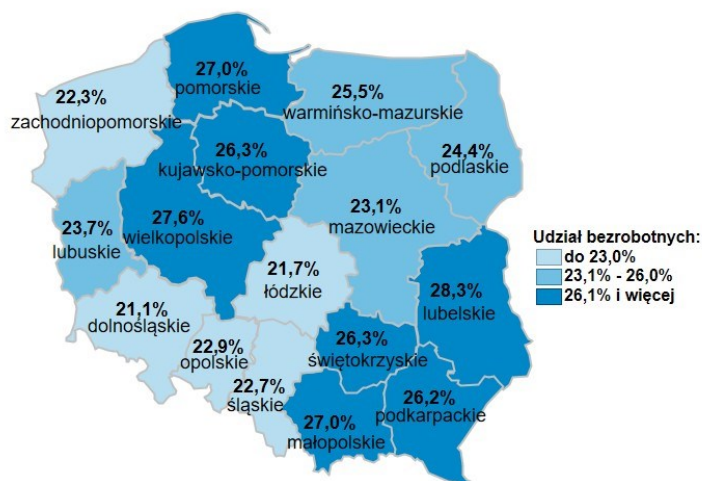 27,0%
pomorskie
22,3%
zachodniopomorskie
25,5%
warmińsko-mazurskie
26,3%
kujawsko-pomorskie
24,4%
podlaskie
23,1%
mazowieckie
23,7%
lubuskie
27,6%
wielkopolskie
Udział bezrobotnych:
do 23,0%
23,1% - 26,0%
26,1% i więcej
21,7%
łódzkie
28,3%
lubelskie
21,1%
dolnośląskie
22,9%
opolskie
22,7%
śląskie
26,3%
świętokrzyskie
26,2%
podkarpackie
27,0%
małopolskie